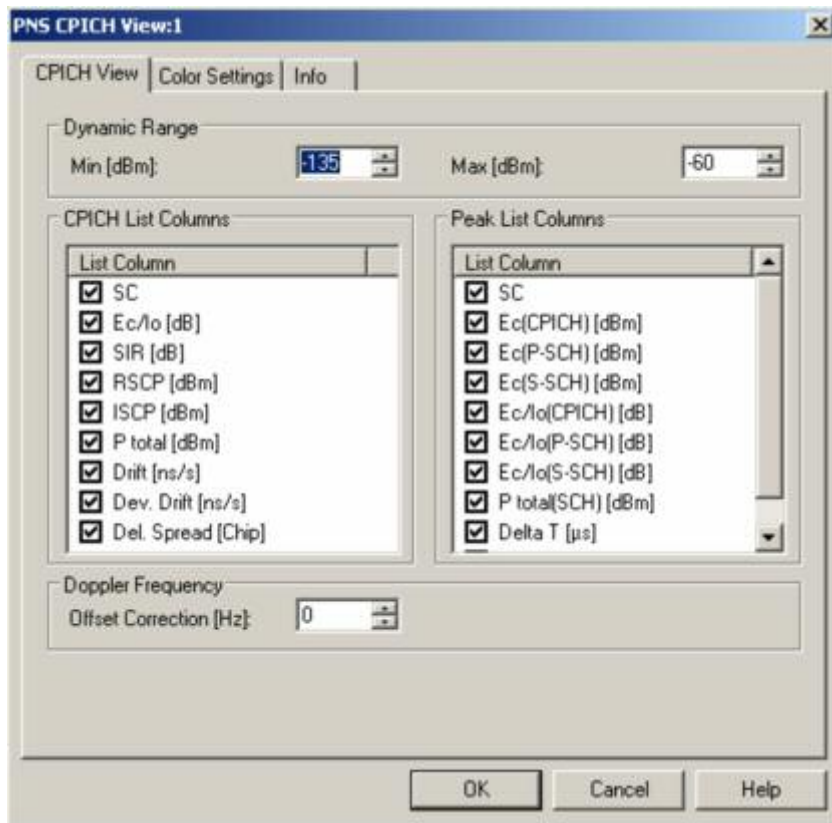 PNS CPICH View:1
CPICH View Color Settings Info
Dynamic Range
Min [dBm]: -135 Max [dBm]: -60
CPICH List Columns
List Column
SC
Ec/Io [dB]
SIR [dB]
RSCP [dBm]
ISCP [dBm]
P total [dBm]
Drift [ns/s]
Dev. Drift [ns/s]
Del. Spread [Chip]
Peak List Columns
List Column
SC
Ec(CPICH) [dBm]
Ec(P-SCH) [dBm]
Ec(S-SCH) [dBm]
Ec/Io(CPICH) [dB]
Ec/Io(P-SCH) [dB]
Ec/Io(S-SCH) [dB]
P total(SCH) [dBm]
Delta T [µs]
Doppler Frequency
Offset Correction [Hz]: 0
OK Cancel Help